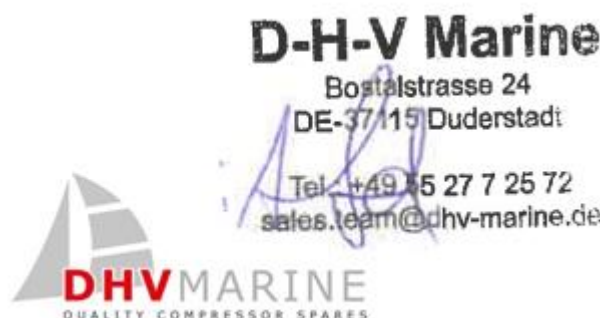 D-H-V Marine
Bostalstrasse 24
DE-37115 Duderstadt
Tel.: +49 55 27 7 25 72
sales.team@dhv-marine.de
DHVMARINE
QUALITY COMPRESSOR SPARES